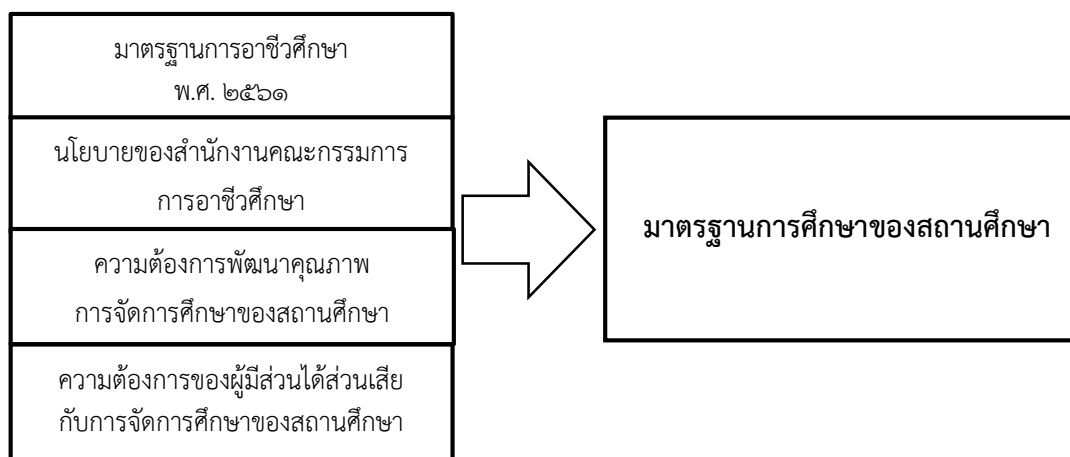 มาตรฐานการอาชีวศึกษา
พ.ศ. ๒๕๖๑
นโยบายของสำนักงานคณะกรรมการ
การอาชีวศึกษา
ความต้องการพัฒนาคุณภาพ
การจัดการศึกษาของสถานศึกษา
ความต้องการของผู้มีส่วนได้ส่วนเสีย
กับการจัดการศึกษาของสถานศึกษา
มาตรฐานการศึกษาของสถานศึกษา